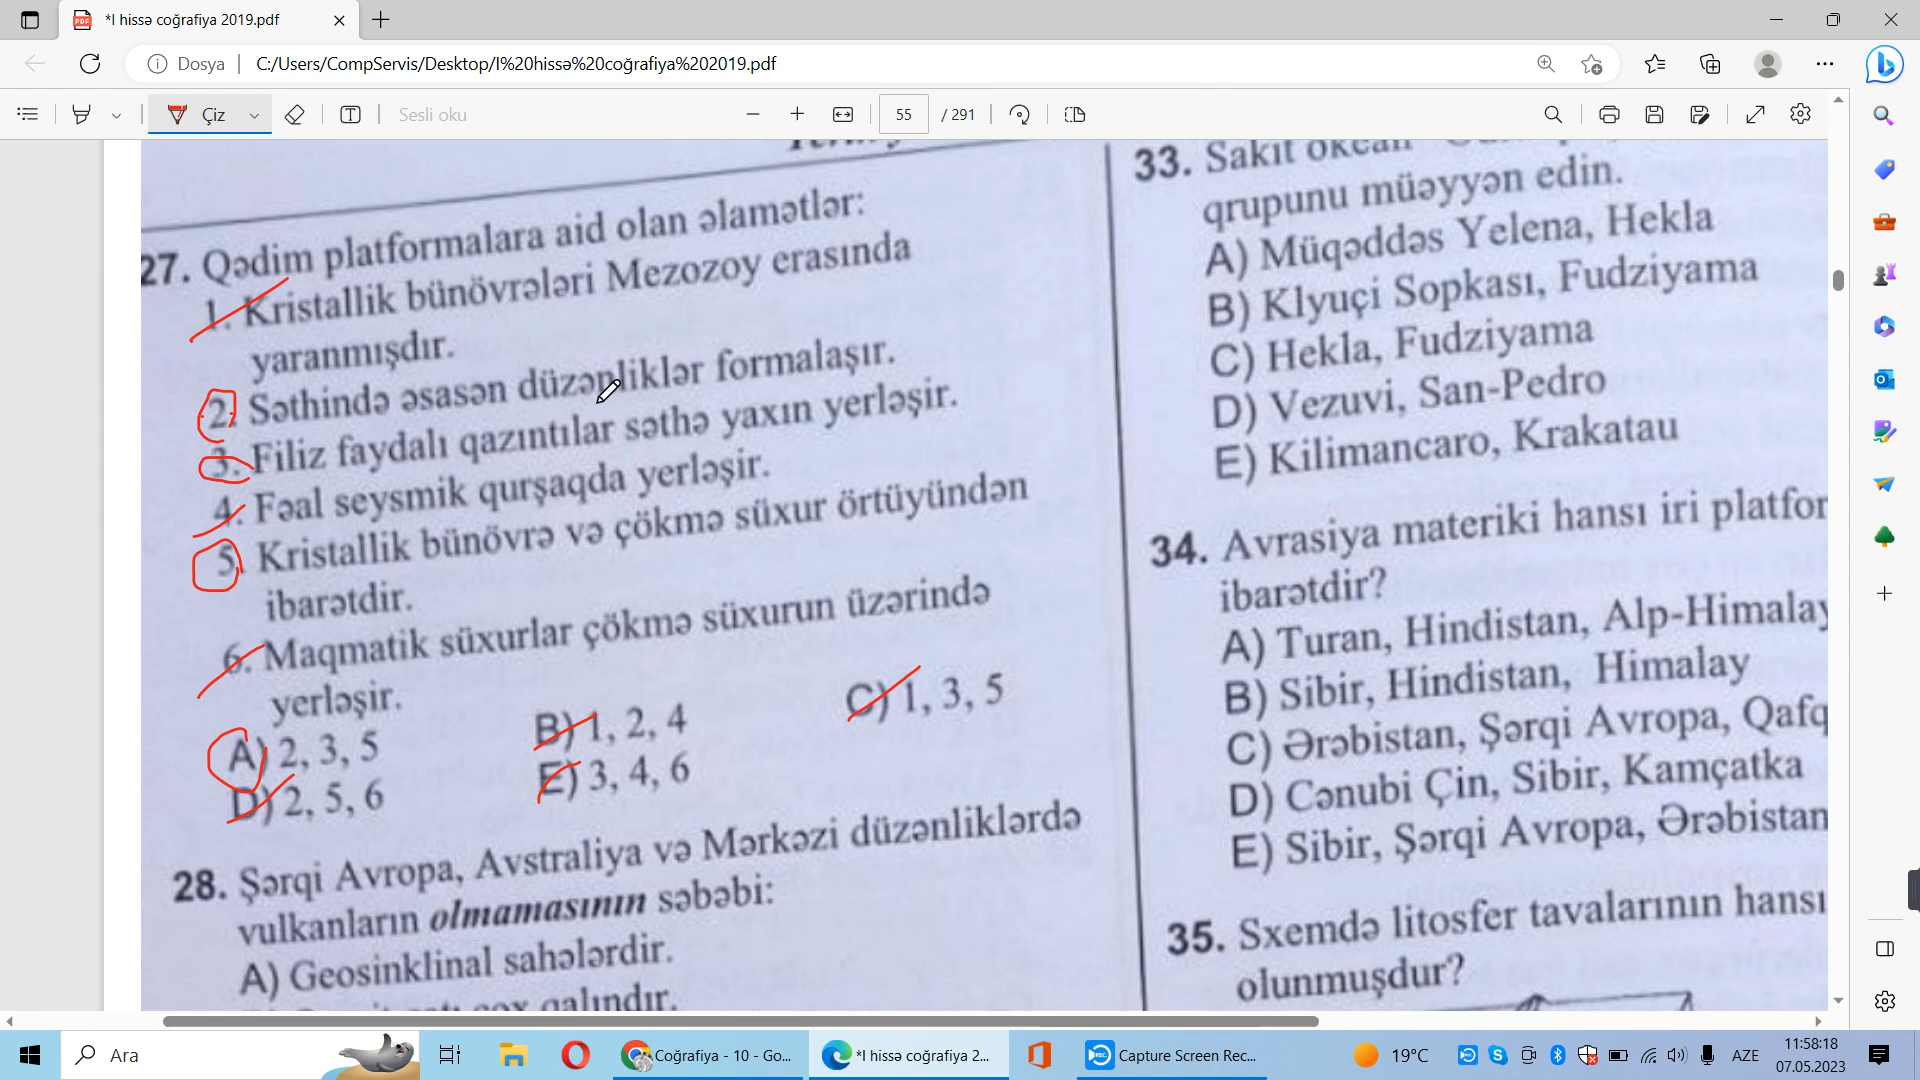 *I hissə coğrafiya 2019.pdf
Dosya
C:/Users/CompServis/Desktop/I%20hissə%20coğrafiya%202019.pdf
Çiz
Sesli oku
55 / 291
27. Qədim platformalara aid olan əlamətlər:
1. Kristallik bünövrələri Mezozoy erasında
yaranmışdır.
2. Səthində əsasən düzənliklər formalaşır.
3. Filiz faydalı qazıntılar səthə yaxın yerləşir.
4. Fəal seysmik qurşaqda yerləşir.
5. Kristallik bünövrə və çökmə süxur örtüyündən
ibarətdir.
6. Maqmatik süxurlar çökmə süxurun üzərində
yerləşir.
A) 2, 3, 5 B) 1, 2, 4 C) 1, 3, 5
D) 2, 5, 6 E) 3, 4, 6
28. Şərqi Avropa, Avstraliya və Mərkəzi düzənliklərdə
vulkanların olmamasının səbəbi:
A) Geosinklinal sahələrdir.
çox qalındır.
33. Sakit okean
qrupunu müəyyən edin.
A) Müqəddəs Yelena, Hekla
B) Klyuçi Sopkası, Fudziyama
C) Hekla, Fudziyama
D) Vezuvi, San-Pedro
E) Kilimancaro, Krakatau
34. Avrasiya materiki hansı iri platfor
ibarətdir?
A) Turan, Hindistan, Alp-Himalay
B) Sibir, Hindistan, Himalay
C) Ərəbistan, Şərqi Avropa, Qafq
D) Cənubi Çin, Sibir, Kamçatka
E) Sibir, Şərqi Avropa, Ərəbistan
35. Sxemdə litosfer tavalarının hansı
olunmuşdur?
Ara
Coğrafiya - 10 - Go...
*I hissə coğrafiya 2...
Capture Screen Rec...
19°C
AZE
11:58:18
07.05.2023